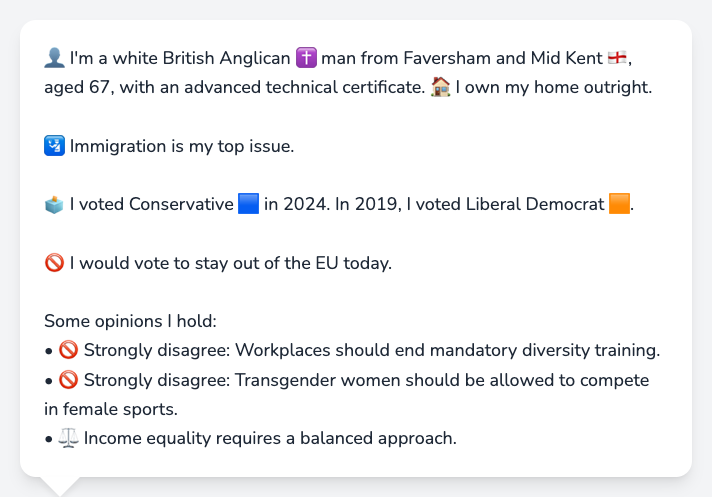 👤 I'm a white British Anglican ✝️ man from Faversham and Mid Kent 🏴󠁧󠁢󠁥󠁮󠁧󠁿,
aged 67, with an advanced technical certificate. 🏠 I own my home outright.
🛂 Immigration is my top issue.
🗳️ I voted Conservative 🟦 in 2024. In 2019, I voted Liberal Democrat 🟧.
🚫 I would vote to stay out of the EU today.
Some opinions I hold:
• 🚫 Strongly disagree: Workplaces should end mandatory diversity training.
• 🚫 Strongly disagree: Transgender women should be allowed to compete
in female sports.
• ⚖️ Income equality requires a balanced approach.